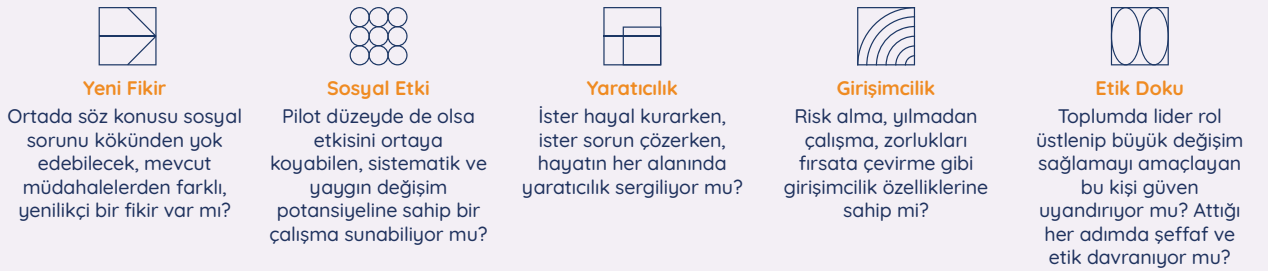 Yeni Fikir
Ortada söz konusu sosyal
sorunu kökünden yok
edebilecek, mevcut
müdahalelerden farklı,
yenilikçi bir fikir var mı?
Sosyal Etki
Pilot düzeyde de olsa
etkisini ortaya
koyabilen, sistematik ve
yaygın değişim
potansiyeline sahip bir
çalışma sunabiliyor mu?
Yaratıcılık
İster hayal kurarken,
ister sorun çözerken,
hayatın her alanında
yaratıcılık sergiliyor mu?
Girişimcilik
Risk alma, yılmadan
çalışma, zorlukları
fırsata çevirme gibi
girişimcilik özelliklerine
sahip mi?
Etik Doku
Toplumda lider rol
üstlenip büyük değişim
sağlamayı amaçlayan
bu kişi güven
uyandırıyor mu? Attığı
her adımda şeffaf ve
etik davranıyor mu?